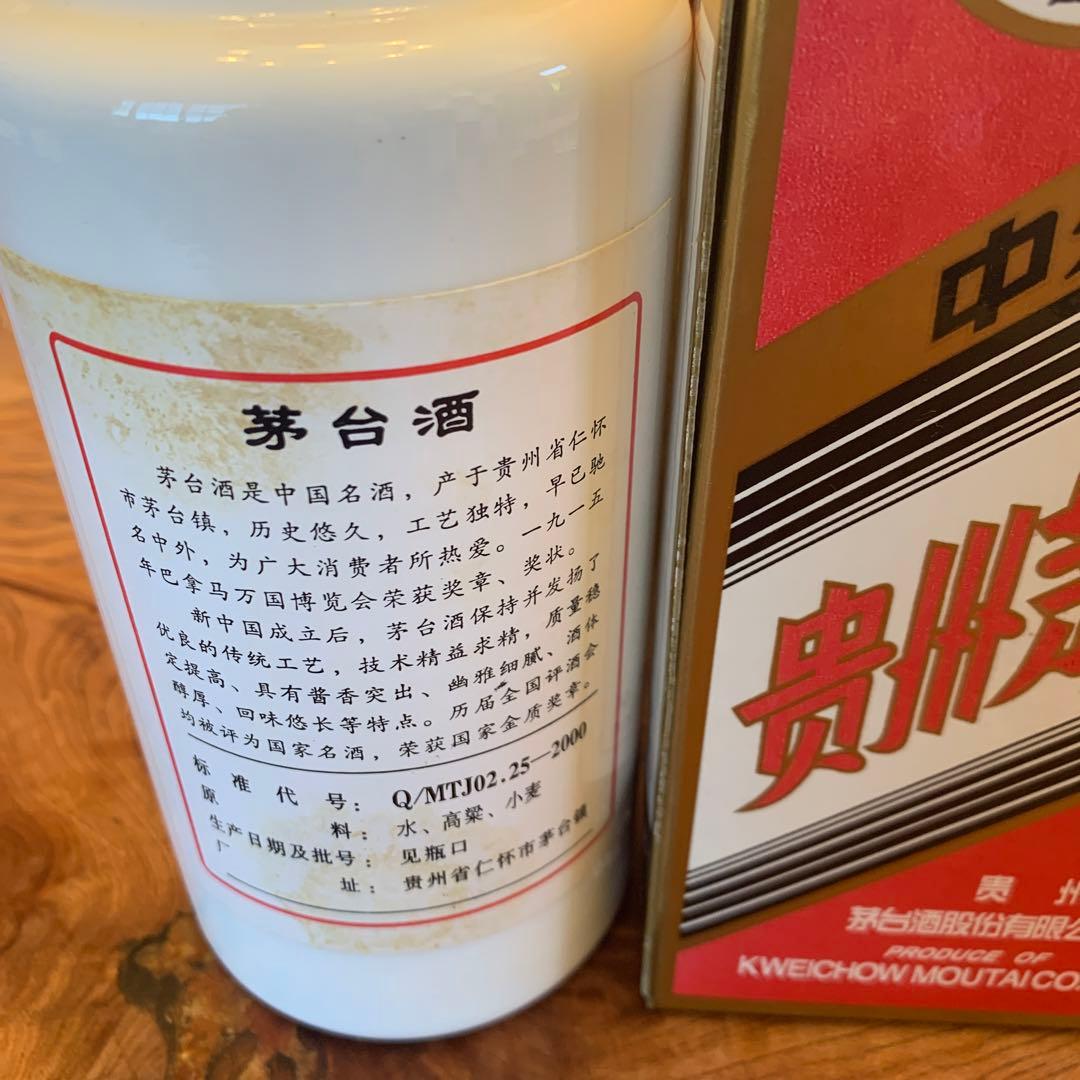 茅台酒
茅台酒是中国名酒，产于贵州省仁怀
市茅台镇，历史悠久，工艺独特，早已驰
名中外，为广大消费者所热爱。一九一五
年巴拿马万国博览会荣获奖章、奖状。
新中国成立后，茅台酒保持并发扬了
优良的传统工艺，技术精益求精，质量稳
定提高、具有酱香突出、幽雅细腻、酒体
醇厚、回味悠长等特点。历届全国评酒会
均被评为国家名酒，荣获国家金质奖章。
标准代号：Q/MTJ02.25—2000
原料：水、高粱、小麦
生产日期及批号：见瓶口
厂址：贵州省仁怀市茅台镇
中
贵州
贵州
茅台酒股份有限
PRODUCE OF
KWEICHOW MOUTAI CO